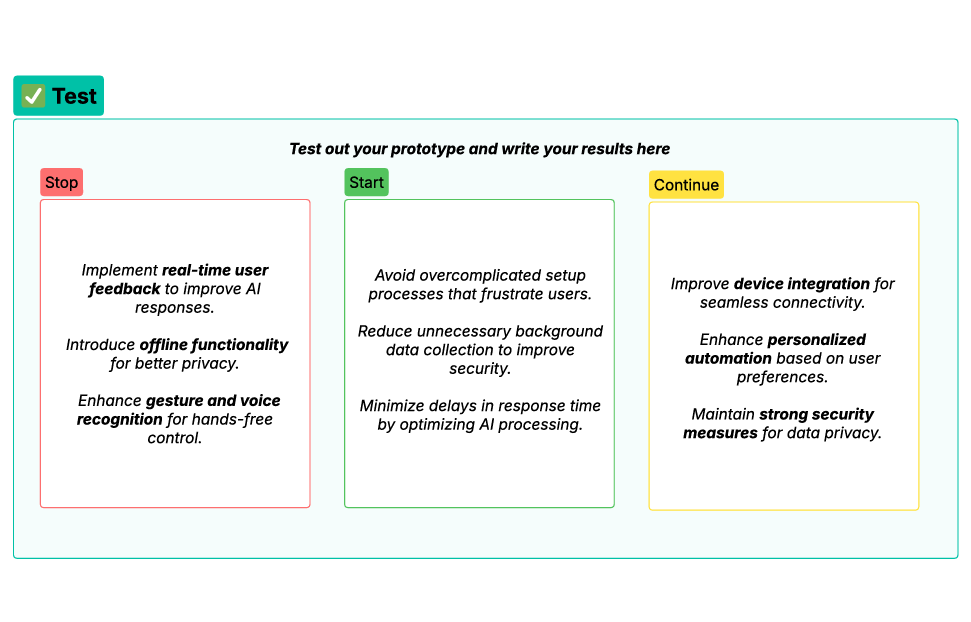 ✅ Test
Test out your prototype and write your results here
Stop
Implement real-time user
feedback to improve AI
responses.
Introduce offline functionality
for better privacy.
Enhance gesture and voice
recognition for hands-free
control.
Start
Avoid overcomplicated setup
processes that frustrate users.
Reduce unnecessary background
data collection to improve
security.
Minimize delays in response time
by optimizing AI processing.
Continue
Improve device integration for
seamless connectivity.
Enhance personalized
automation based on user
preferences.
Maintain strong security
measures for data privacy.